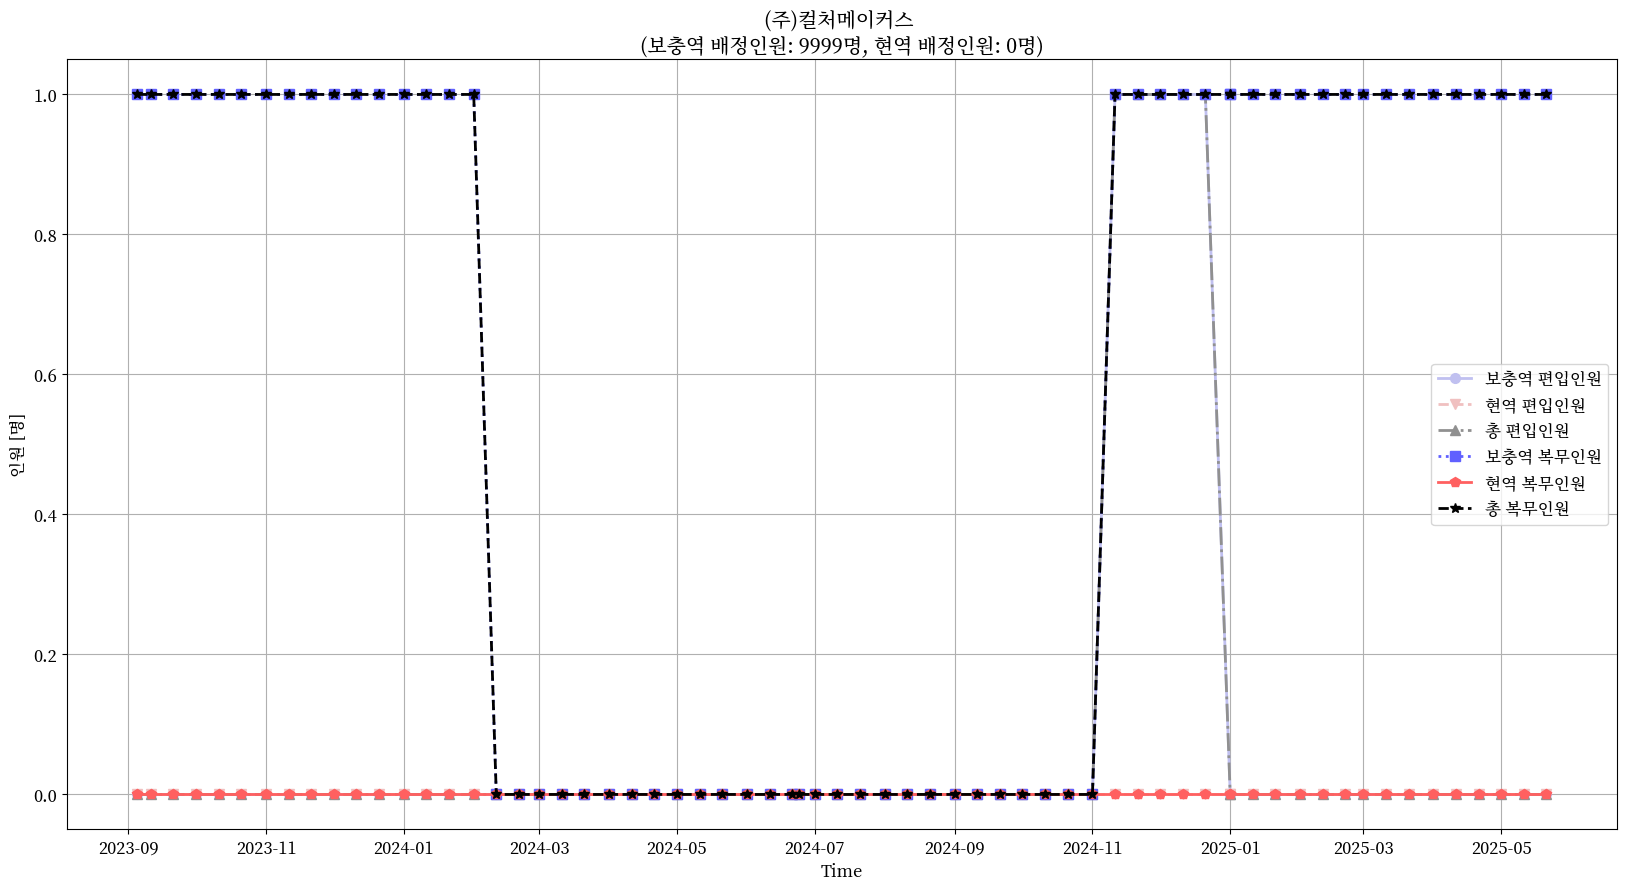 (주)컬처메이커스
(보충역 배정인원: 9999명, 현역 배정인원: 0명)
인원 [명]
1.0
0.8
0.6
0.4
0.2
0.0
보충역 편입인원
현역 편입인원
총 편입인원
보충역 복무인원
현역 복무인원
총 복무인원
2023-09 2023-11 2024-01 2024-03 2024-05 2024-07 2024-09 2024-11 2025-01 2025-03 2025-05
Time